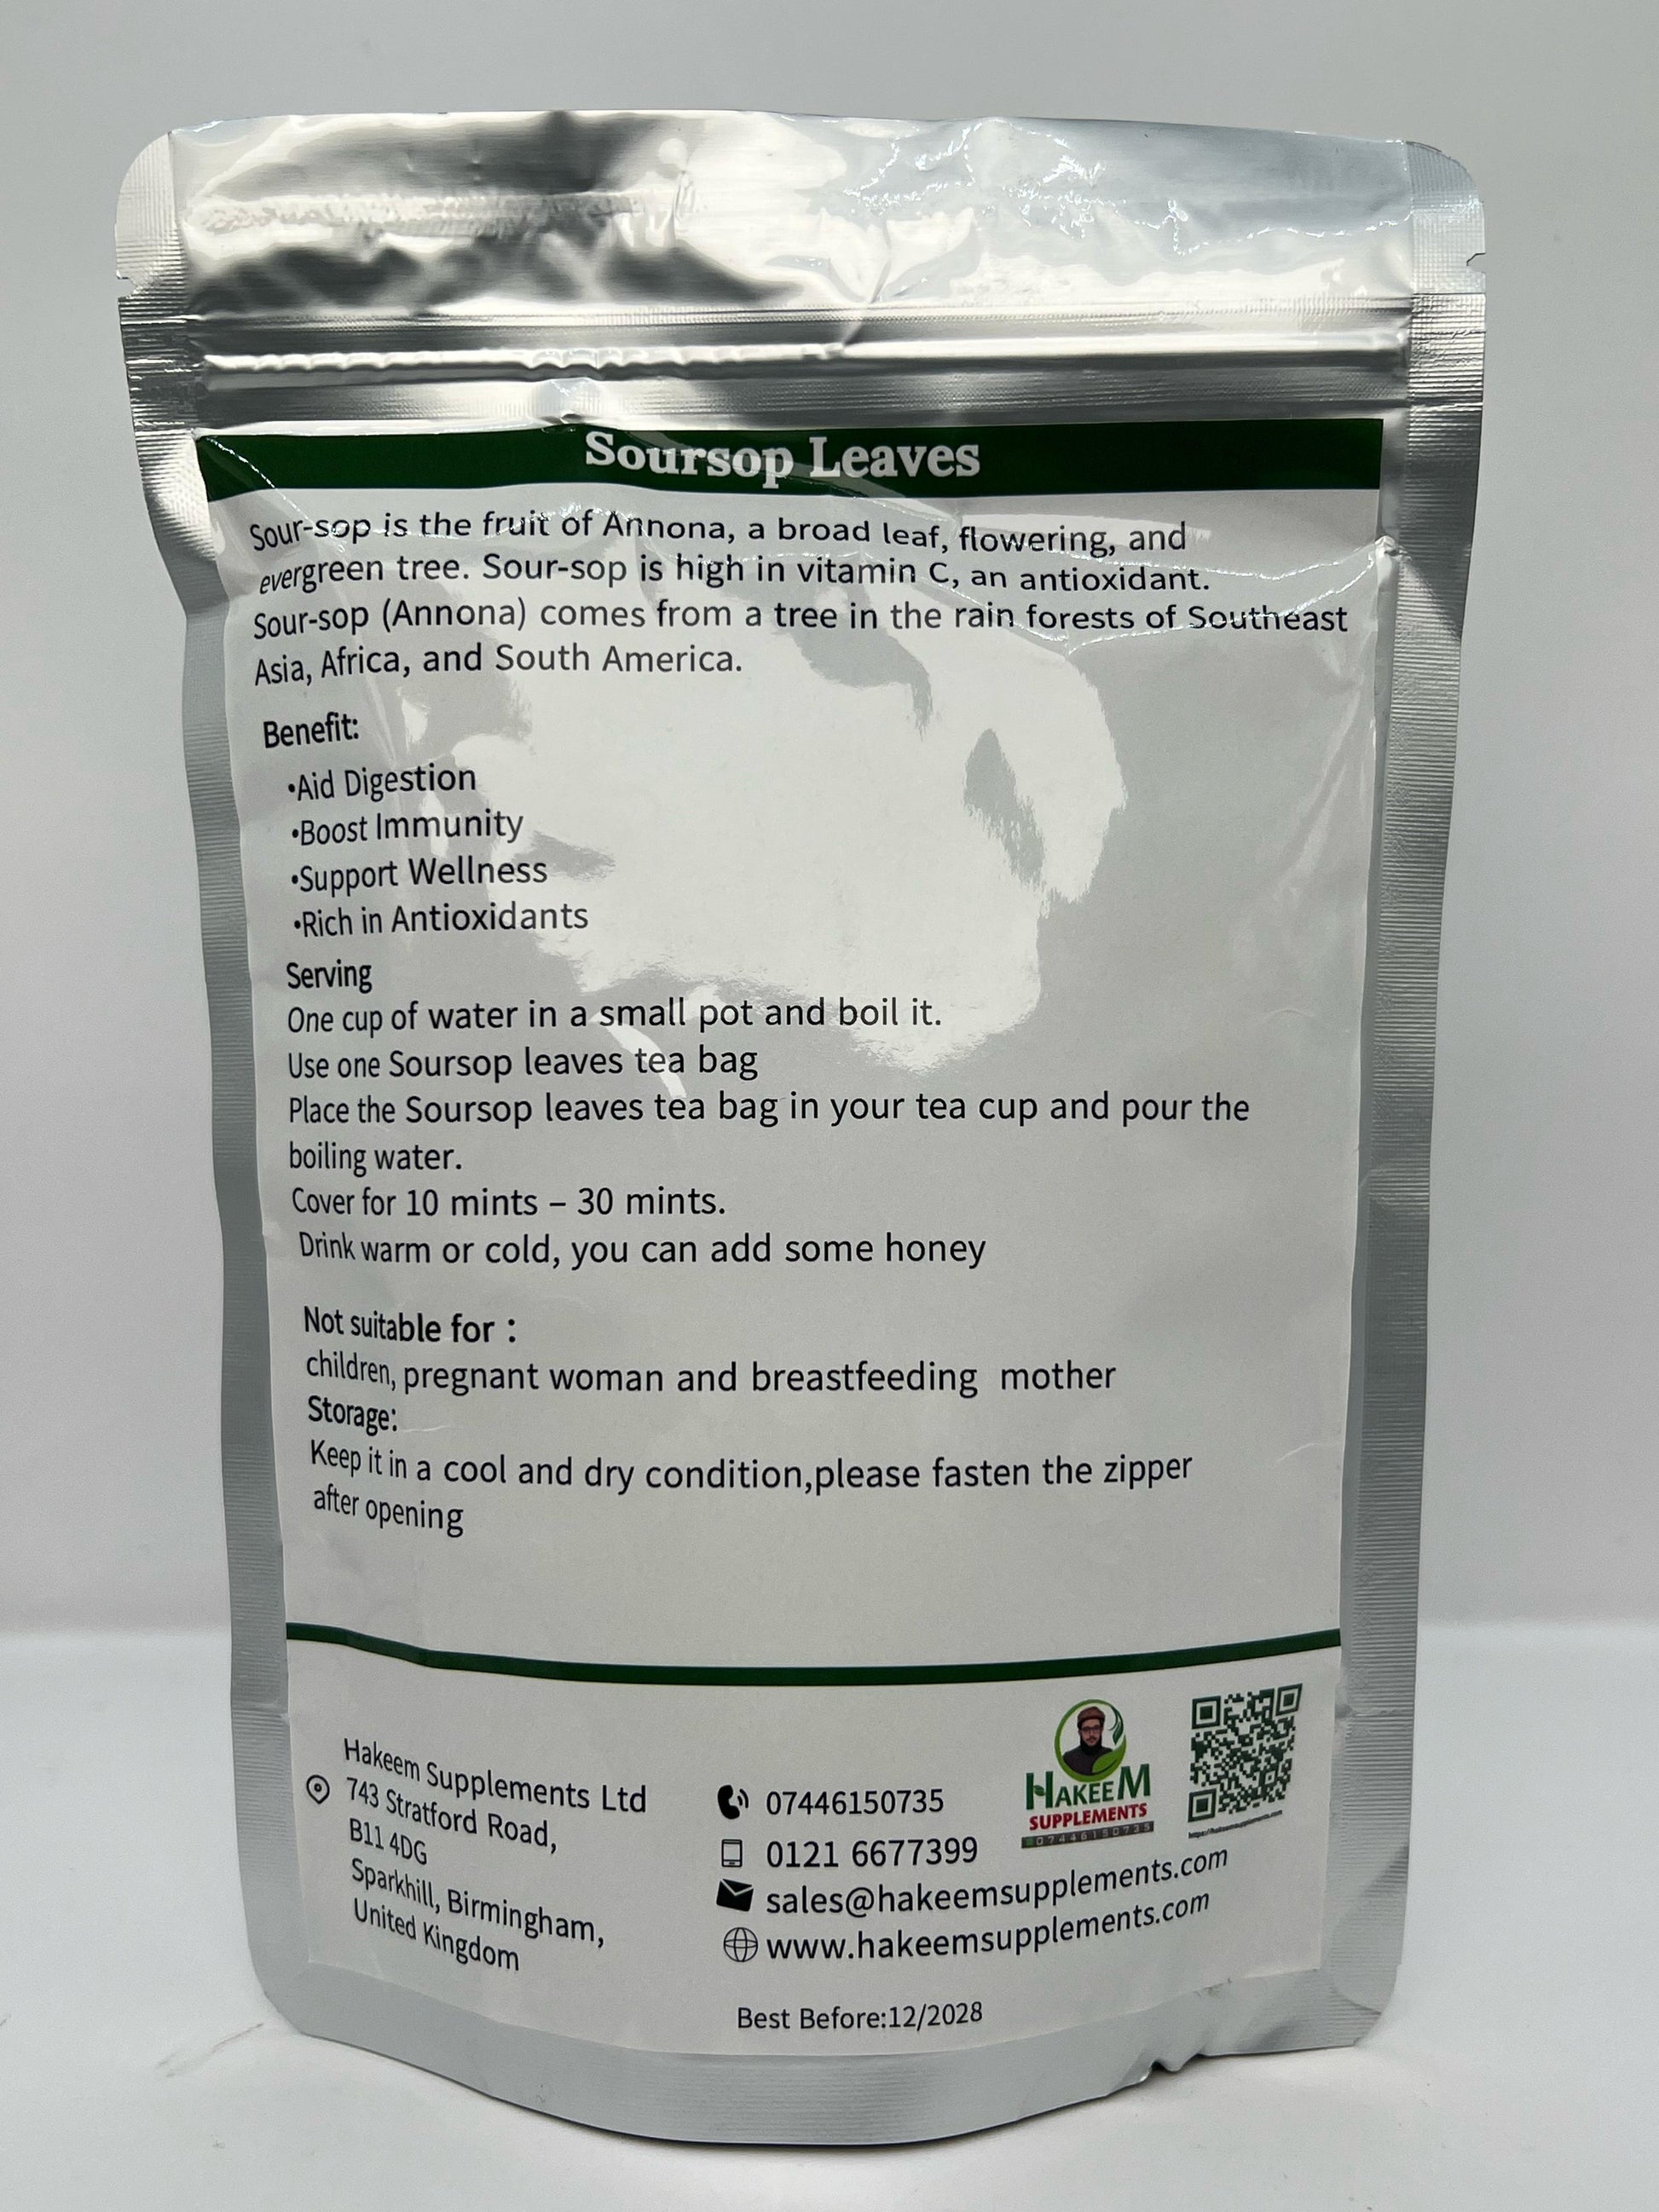 Soursop Leaves
Sour-sop is the fruit of Annona, a broad leaf, flowering, and
evergreen tree. Sour-sop is high in vitamin C, an antioxidant.
Sour-sop (Annona) comes from a tree in the rain forests of Southeast
Asia, Africa, and South America.
Benefit:
•Aid Digestion
•Boost Immunity
•Support Wellness
•Rich in Antioxidants
Serving
One cup of water in a small pot and boil it.
Use one Soursop leaves tea bag
Place the Soursop leaves tea bag in your tea cup and pour the
boiling water.
Cover for 10 mints – 30 mints.
Drink warm or cold, you can add some honey
Not suitable for :
children, pregnant woman and breastfeeding mother
Storage:
Keep it in a cool and dry condition,please fasten the zipper
after opening
Hakeem Supplements Ltd
743 Stratford Road,
B11 4DG
Sparkhill, Birmingham,
United Kingdom
07446150735
0121 6677399
sales@hakeemsupplements.com
www.hakeemsupplements.com
HAKEEM
SUPPLEMENTS
07446150735
Best Before:12/2028